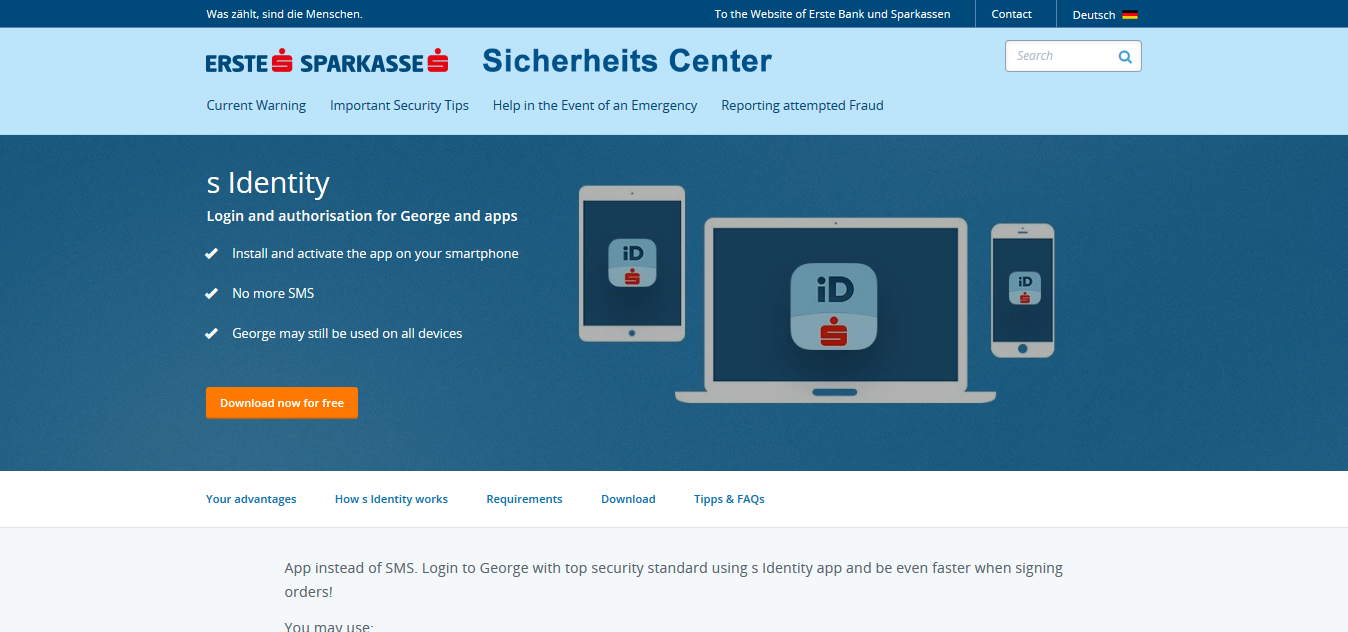 Was zählt, sind die Menschen.
To the Website of Erste Bank und Sparkassen
Contact
Deutsch
ERSTE SPARKASSE
Sicherheits Center
Search
Current Warning
Important Security Tips
Help in the Event of an Emergency
Reporting attempted Fraud
s Identity
Login and authorisation for George and apps
Install and activate the app on your smartphone
No more SMS
George may still be used on all devices
Download now for free
iD
iD
iD
Your advantages
How s Identity works
Requirements
Download
Tipps & FAQs
App instead of SMS. Login to George with top security standard using s Identity app and be even faster when signing
orders!
You may use: